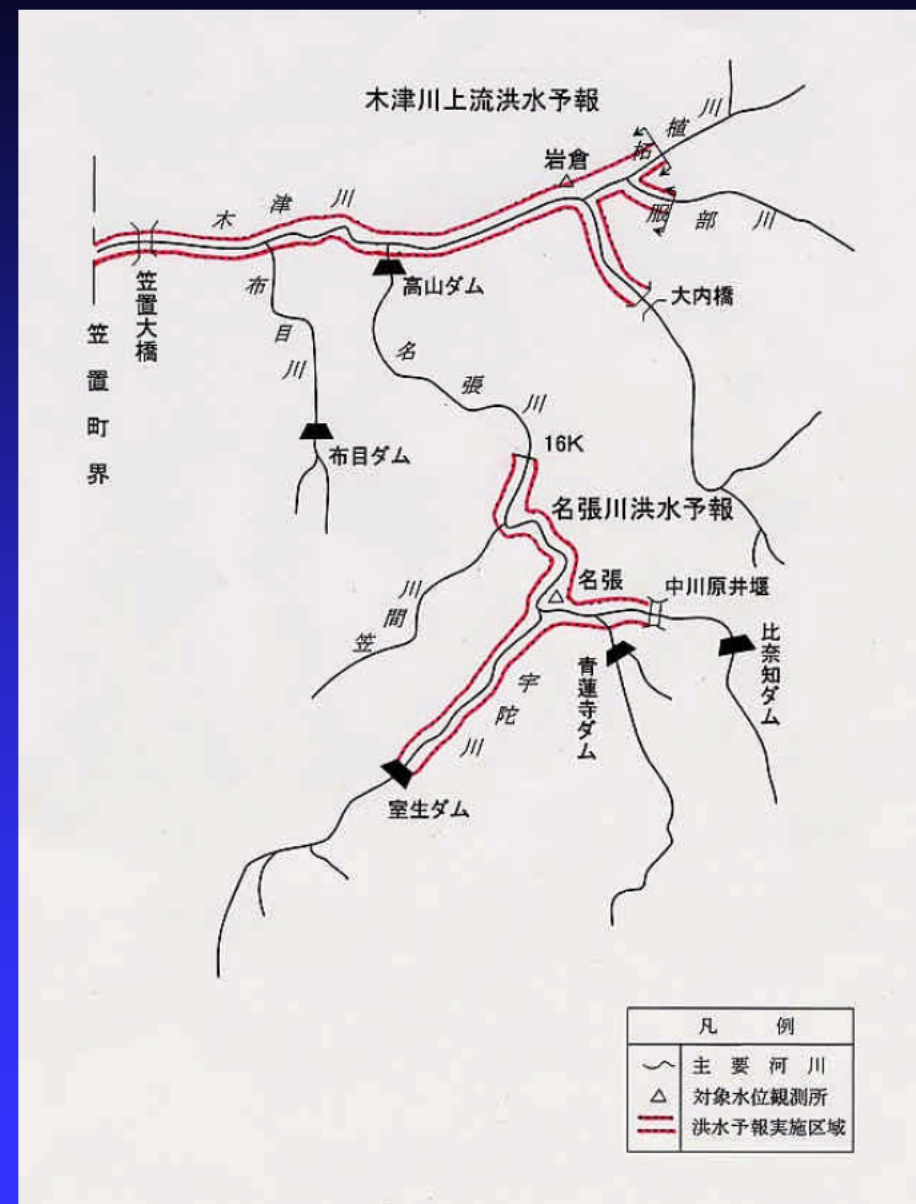 木津川上流洪水予報
柘植川
岩倉
木津川
服部川
笠置大橋
布目川
高山ダム
大内橋
笠置町界
名張川
布目ダム
16K
名張川洪水予報
名張
中川原井堰
笠間川
比奈知ダム
青蓮寺ダム
宇陀川
室生ダム
凡例
主要河川
対象水位観測所
洪水予報実施区域